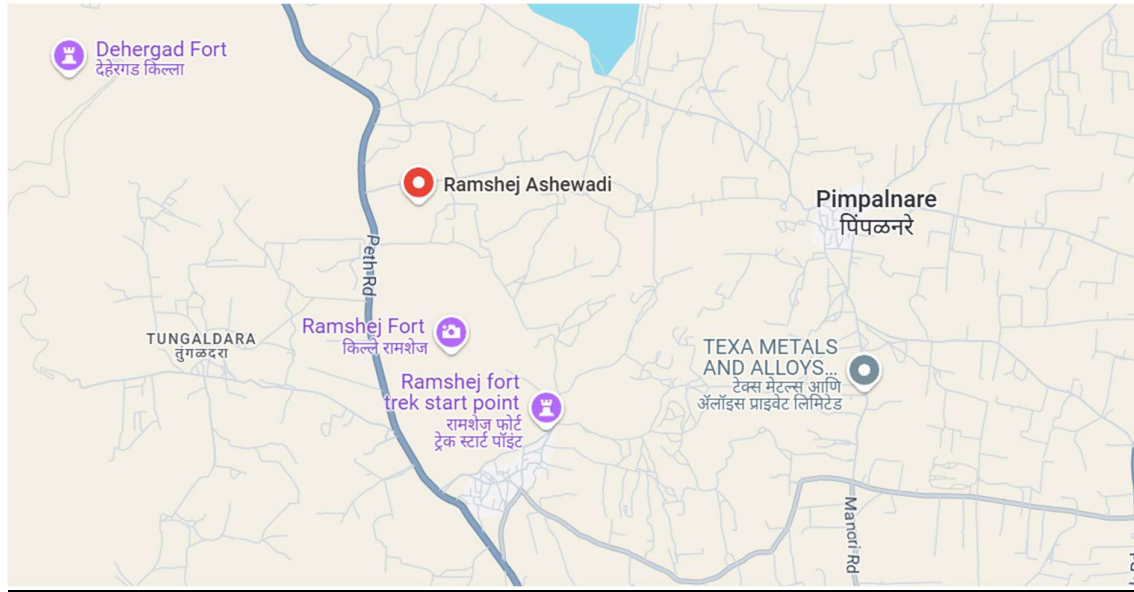 Dehergad Fort
देहेरगड किल्ला
Ramshej Ashewadi
Pimpalnare
पिंपळनरे
Peth Rd
Ramshej Fort
किल्ले रामशेज
TUNGALDARA
तुंगळदरा
TEXA METALS
AND ALLOYS...
टेक्स मेटल्स आणि
अ‍ॅलॉइस प्राइवेट लिमिटेड
Ramshej fort
trek start point
रामशेज फोर्ट
ट्रेक स्टार्ट पॉइंट
Manori Rd